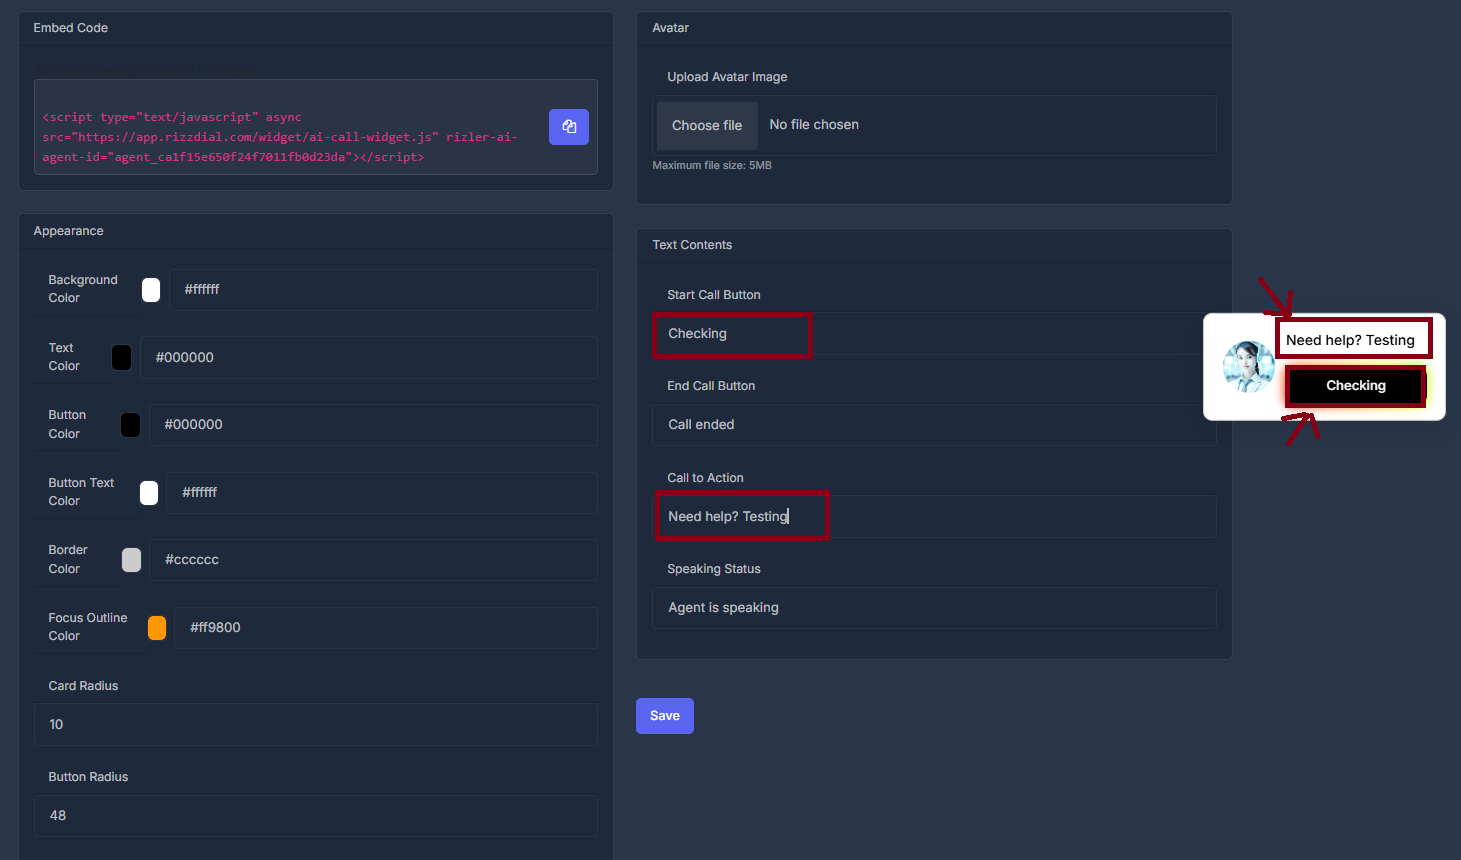 Embed Code
<script type="text/javascript" async
src="https://app.rizzdial.com/widget/ai-call-widget.js" rizler-ai-
agent-id="agent_ca1f15e650f24f7011fb0d23da"></script>
Appearance
Background
Color
#ffffff
Text
Color
#000000
Button
Color
#000000
Button Text
Color
#ffffff
Border
Color
#cccccc
Focus Outline
Color
#ff9800
Card Radius
10
Button Radius
48
Avatar
Upload Avatar Image
Choose file No file chosen
Maximum file size: 5MB
Text Contents
Start Call Button
Checking
End Call Button
Call ended
Call to Action
Need help? Testing
Speaking Status
Agent is speaking
Save
Need help? Testing
Checking